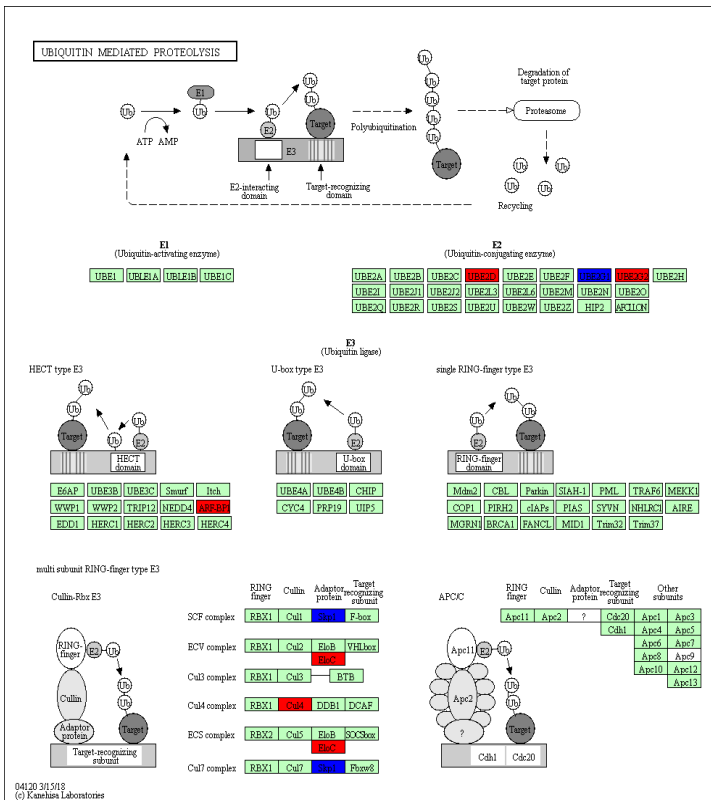 UBIQUITIN MEDIATED PROTEOLYSIS
Ub
E1
Ub
ATP AMP
Ub
E2
Ub
Ub
Target
E3
E2-interacting
domain
Target-recognizing
domain
Polyubiquitination
Ub
Ub
Ub
Ub
Ub
Target
Degradation of
target protein
Proteasome
Ub
Ub
Ub
Ub
Recycling
E1
(Ubiquitin-activating enzyme)
UBE1 UBLE1A UBLE1B UBE1C
E2
(Ubiquitin-conjugating enzyme)
UBE2A UBE2B UBE2C UBE2D UBE2E UBE2F UBE2G2 UBE2H
UBE2I UBE2J1 UBE2J2 UBE2L3 UBE2L6 UBE2M UBE2N UBE2O
UBE2Q UBE2R UBE2S UBE2U UBE2W UBE2Z HIP2 APOLLON
E3
(Ubiquitin ligase)
HECT type E3
Ub
Ub
Target
Ub
Ub
E2
HECT
domain
E6AP UBE3B UBE3C Smurf Itch
WWP1 WWP2 TRIP12 NEDD4 ARF-BP1
EDD1 HERC1 HERC2 HERC3 HERC4
U-box type E3
Ub
Ub
Target
Ub
E2
U-box
domain
UBE4A UBE4B CHIP
CYC4 PRP19 UIP5
single RING-finger type E3
Ub
E2
Ub
Ub
Target
RING-finger
domain
Mdm2 CBL Parkin SIAH-1 PML TRAF6 MEKK1
COP1 PIRH2 cIAPs PIAS SYVN NHLRC1 AIRE
MGRN1 BRCA1 FANCL MID1 Trim32 Trim37
multi subunit RING-finger type E3
Cullin-Rbx E3
RING-
finger
E2
Ub
Cullin
Ub
Ub
Adaptor
protein
Target
Target-recognizing
subunit
RING
finger
Cullin
Adaptor
protein
Target
recognizing
subunit
SCF complex RBX1 Cul1 Skp1 F-box
ECV complex RBX1 Cul2 EloB VHLbox
EloC
Cul3 complex RBX1 Cul3 BTB
Cul4 complex RBX1 Cul4 DDB1 DCAF
ECS complex RBX2 Cul5 EloB SOCSbox
EloC
Cul7 complex RBX1 Cul7 Skp1 Fbxw8
APC/C
Apc11
E2
Ub
Apc2
Ub
Ub
?
Target
Cdh1 Cdc20
RING
finger
Cullin
Adaptor
protein
Target
recognizing
subunit
Other
subunits
Apc11 Apc2 ? Cdc20 Apc1 Apc3
Cdh1 Apc4 Apc5
Apc6 Apc7
Apc8 Apc9
Apc10 Apc12
Apc13
04120 3/15/18
(c) Kanehisa Laboratories